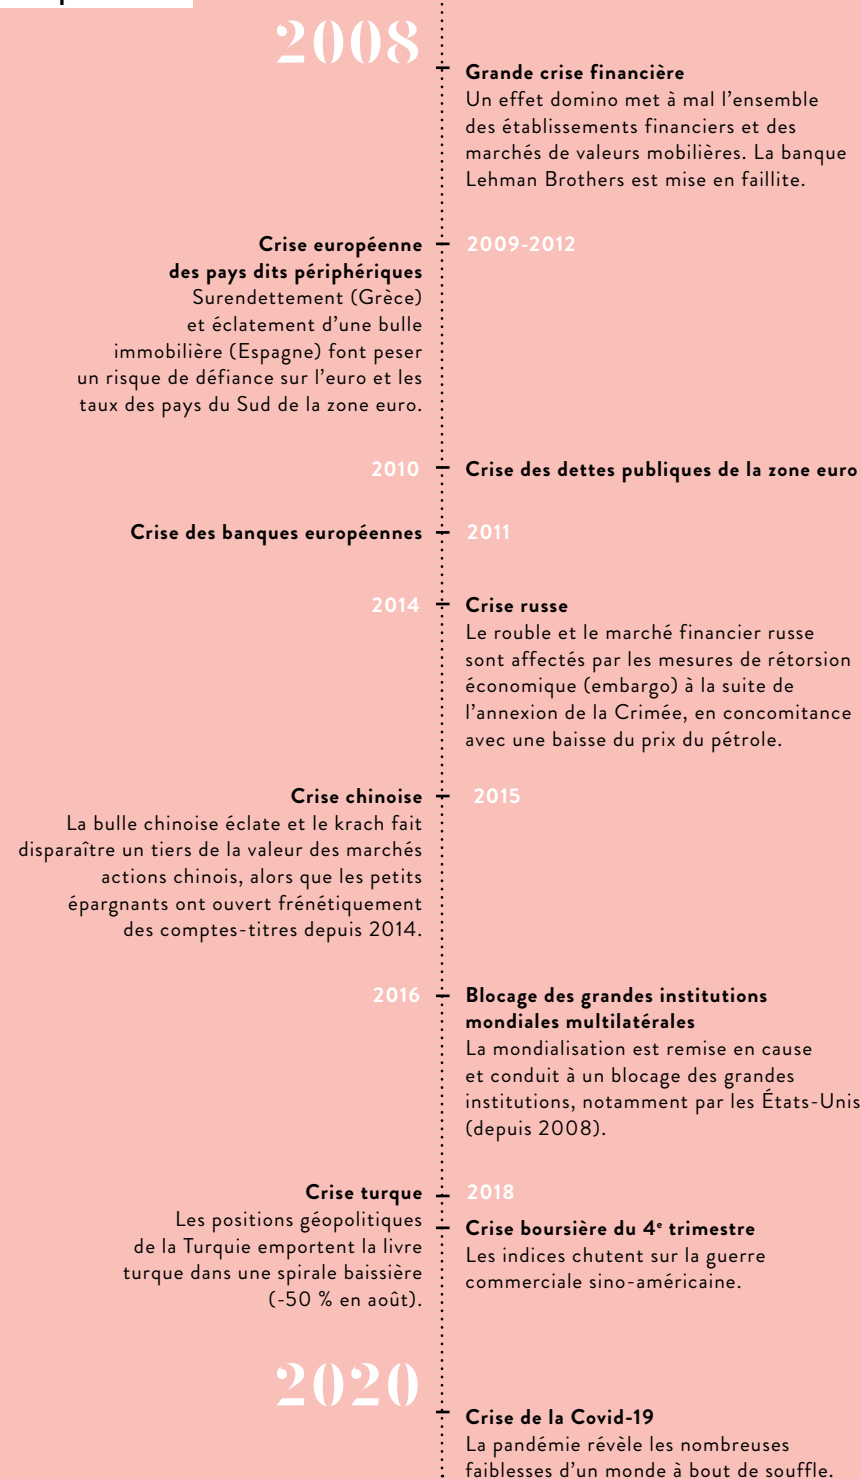 2008
Grande crise financière
Un effet domino met à mal l’ensemble
des établissements financiers et des
marchés de valeurs mobilières. La banque
Lehman Brothers est mise en faillite.
2009-2012
Crise européenne
des pays dits périphériques
Surendettement (Grèce)
et éclatement d’une bulle
immobilière (Espagne) font peser
un risque de défiance sur l’euro et les
taux des pays du Sud de la zone euro.
2010
Crise des dettes publiques de la zone euro
Crise des banques européennes
2011
2014
Crise russe
Le rouble et le marché financier russe
sont affectés par les mesures de rétorsion
économique (embargo) à la suite de
l’annexion de la Crimée, en concomitance
avec une baisse du prix du pétrole.
Crise chinoise
2015
La bulle chinoise éclate et le krach fait
disparaître un tiers de la valeur des marchés
actions chinois, alors que les petits
épargnants ont ouvert frénétiquement
des comptes-titres depuis 2014.
2016
Blocage des grandes institutions
mondiales multilatérales
La mondialisation est remise en cause
et conduit à un blocage des grandes
institutions, notamment par les États-Unis
(depuis 2008).
2018
Crise turque
Les positions géopolitiques
de la Turquie emportent la livre
turque dans une spirale baissière
(-50 % en août).
Crise boursière du 4ᵉ trimestre
Les indices chutent sur la guerre
commerciale sino-américaine.
2020
Crise de la Covid-19
La pandémie révèle les nombreuses
faiblesses d’un monde à bout de souffle.